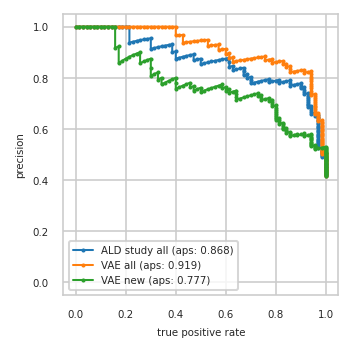 1.0
0.8
0.6
0.4
0.2
0.0
precision
ALD study all (aps: 0.868)
VAE all (aps: 0.919)
VAE new (aps: 0.777)
0.0 0.2 0.4 0.6 0.8 1.0
true positive rate